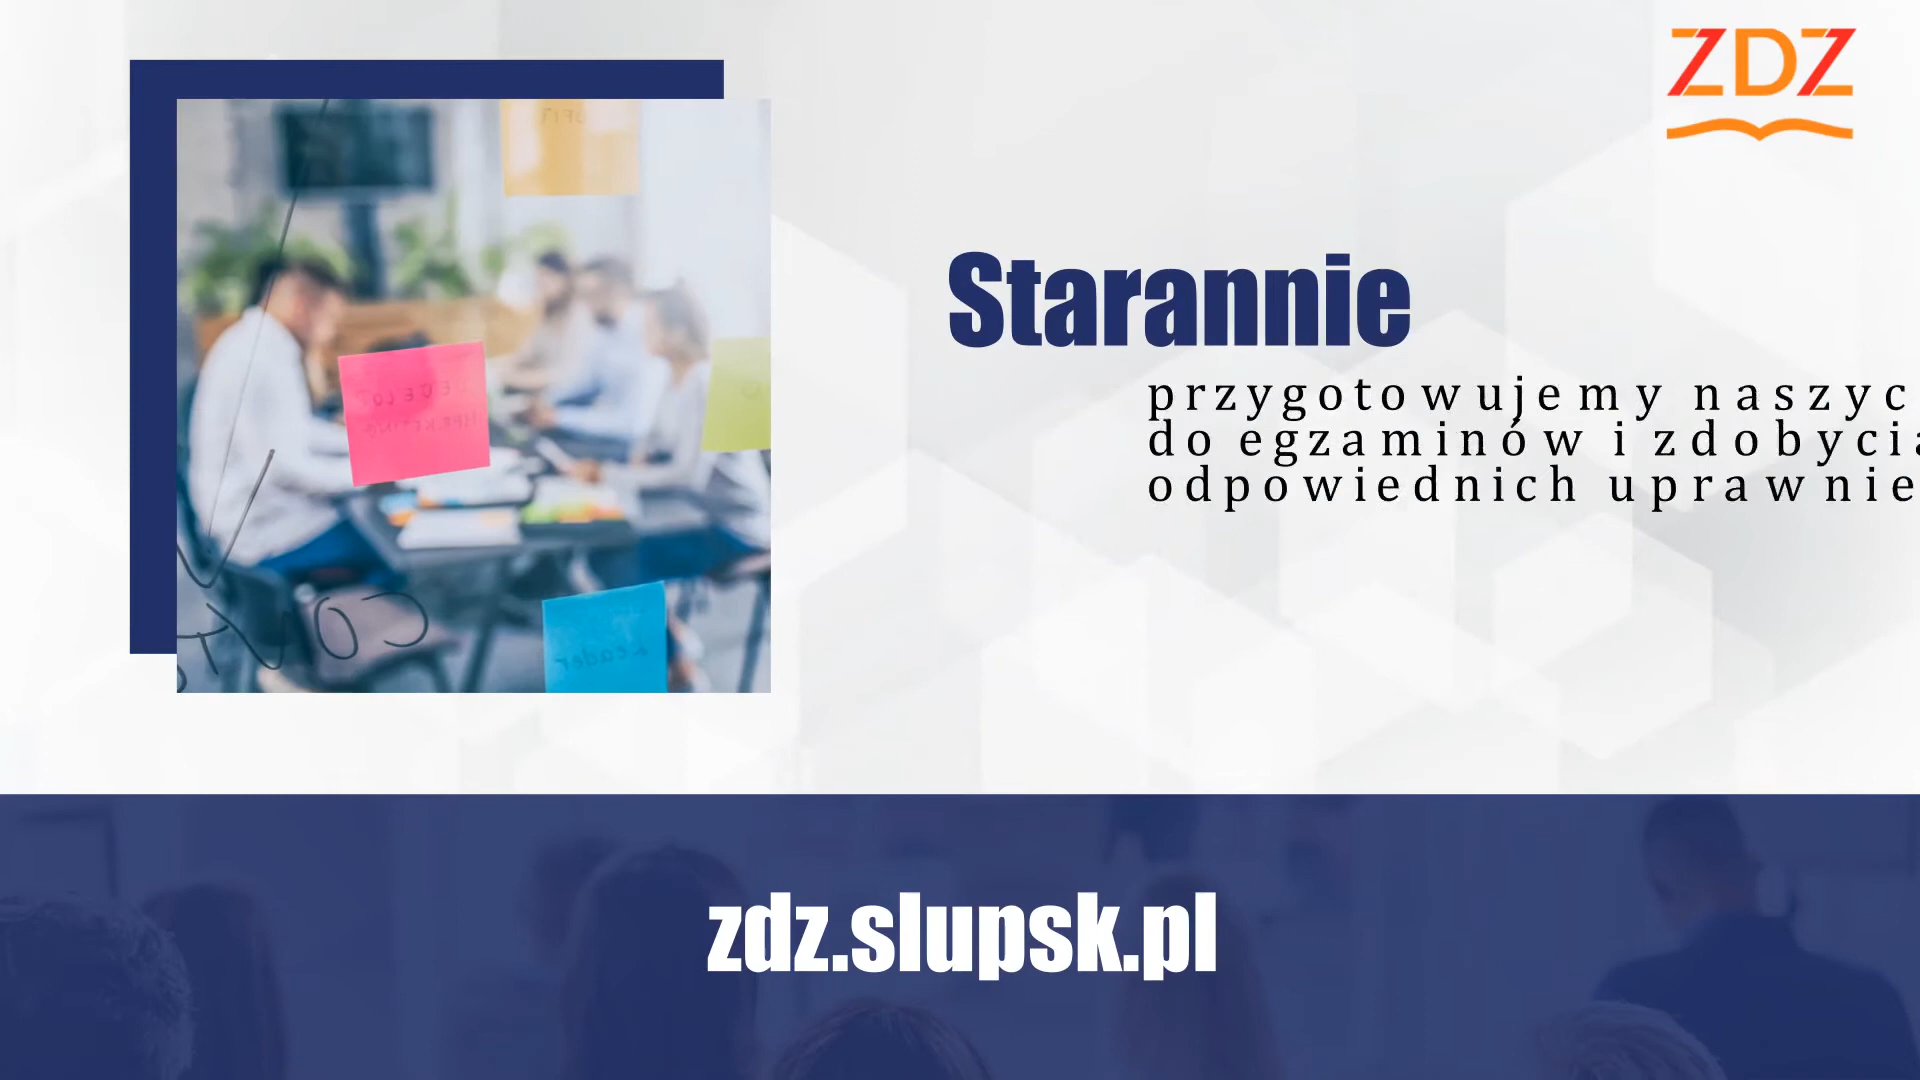 ZDZ
Starannie
przygotowujemy naszyc
do egzaminów i zdobycia
odpowiednich uprawnie
zdz.slupsk.pl